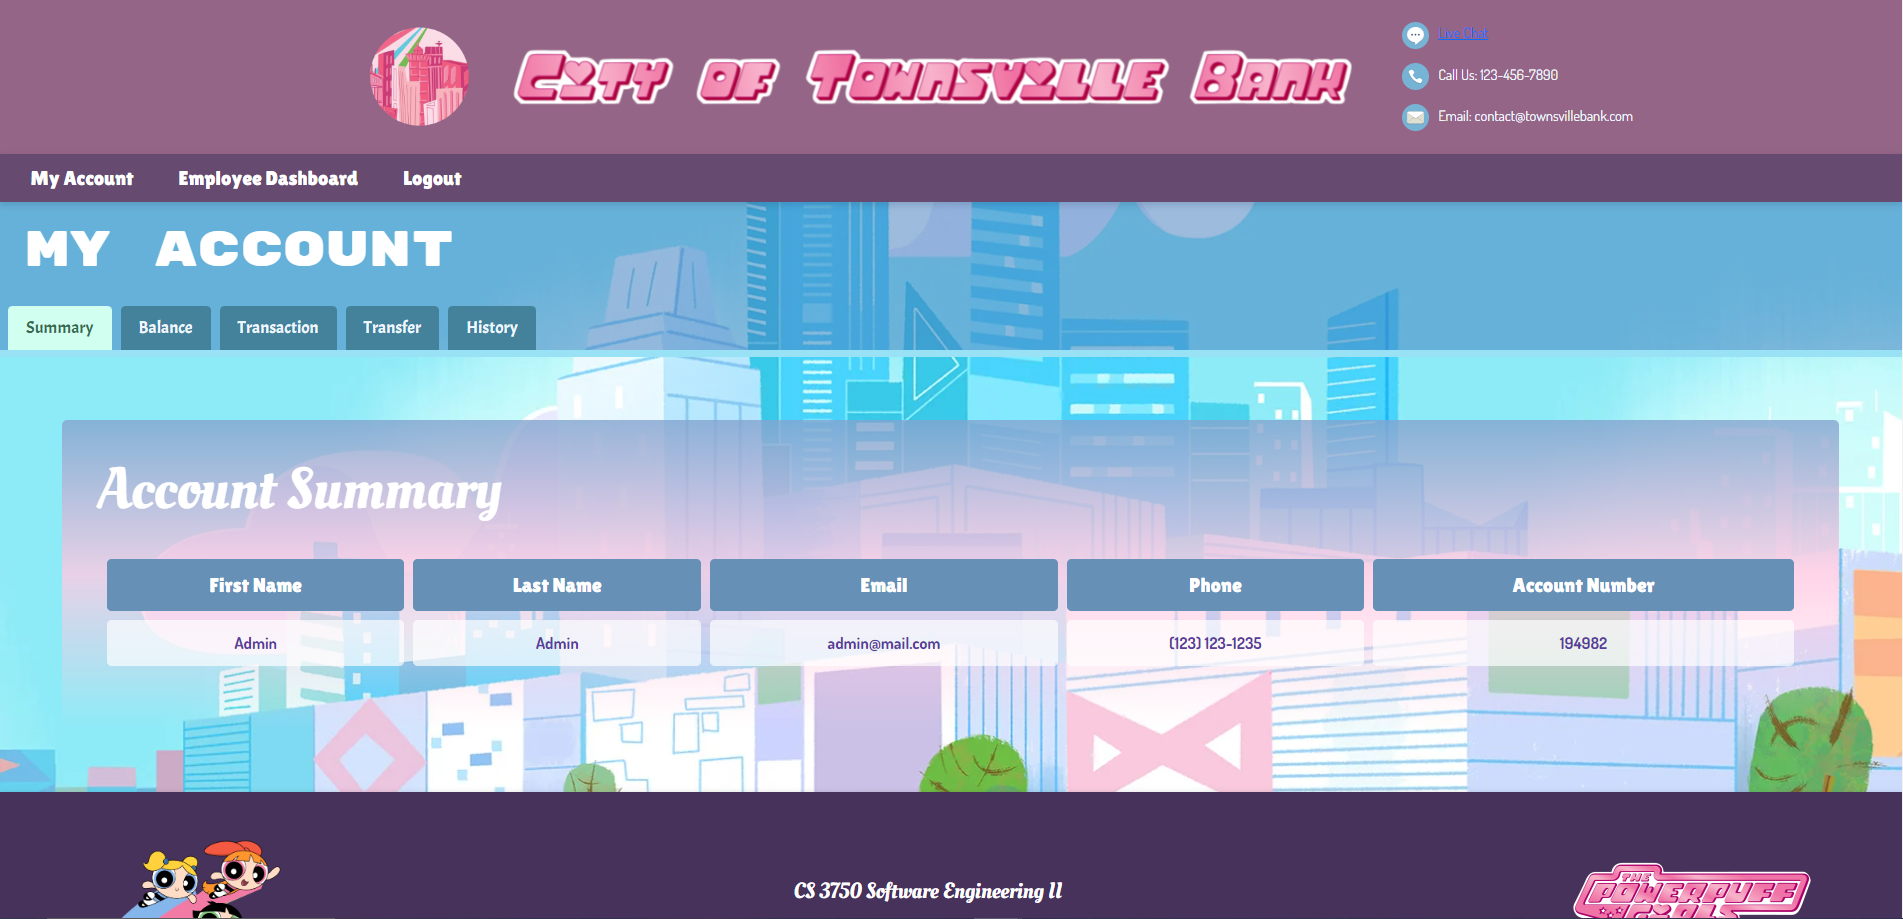 City of Townsville Bank
Live Chat
Call Us: 123-456-7890
Email: contact@townsvillebank.com
My Account
Employee Dashboard
Logout
MY ACCOUNT
Summary
Balance
Transaction
Transfer
History
Account Summary
First Name
Last Name
Email
Phone
Account Number
Admin
Admin
admin@mail.com
(123) 123-1235
194982
CS 3750 Software Engineering II
THE
POWERPUFF
GIRLS